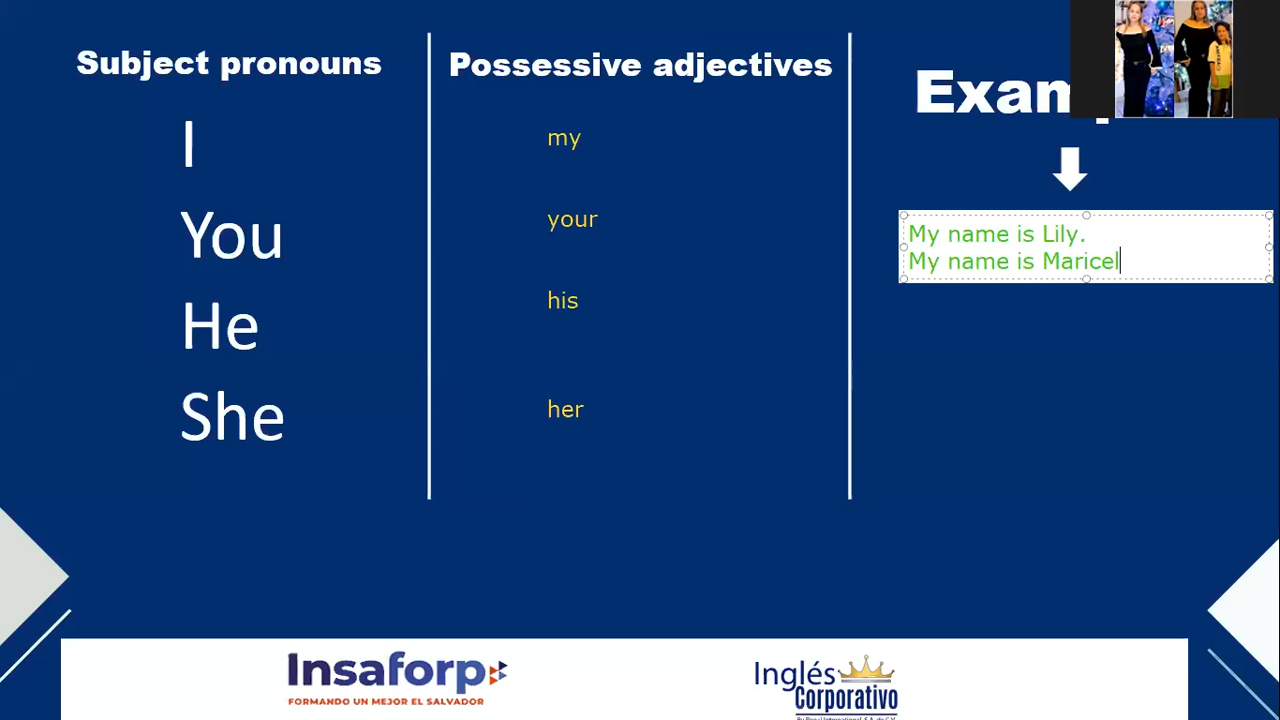 Subject pronouns
I
You
He
She
Possessive adjectives
my
your
his
her
Exam
My name is Lily.
My name is Maricel
Insaforp
FORMANDO UN MEJOR EL SALVADOR
Inglés
Corporativo